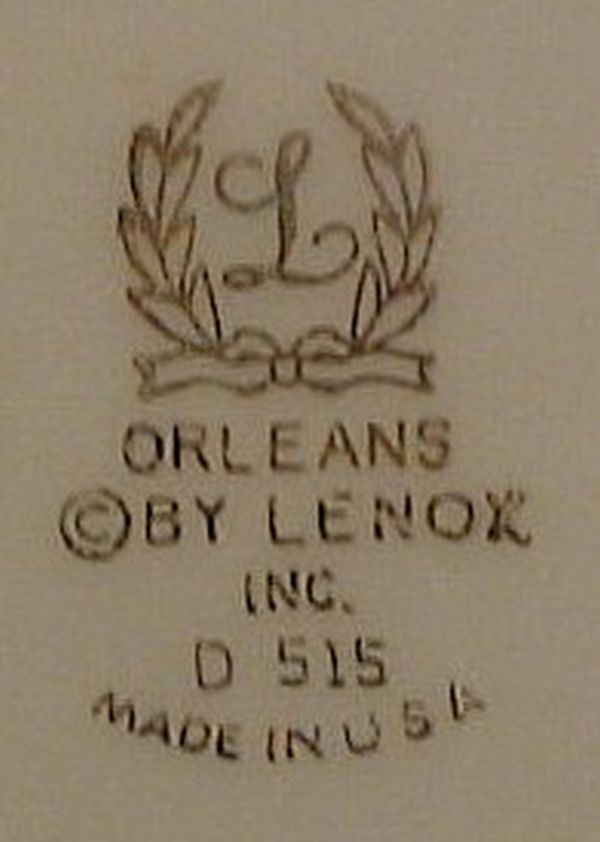 L
ORLEANS
©BY LENOX
INC.
D 515
MADE IN U S A